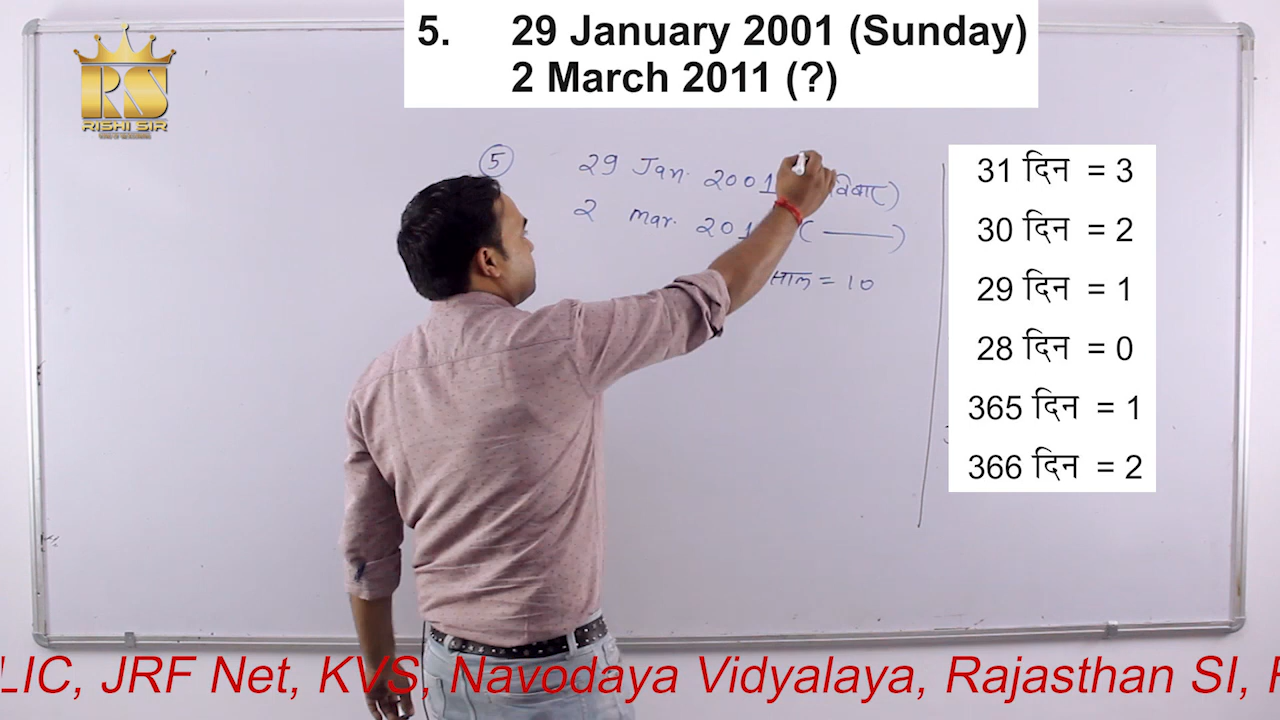 5. 29 January 2001 (Sunday)
2 March 2011 (?)
RS
RISHI SIR
5 29 Jan. 2001
2 mar. 201 ( — )
साल = 10
31 दिन = 3
30 दिन = 2
29 दिन = 1
28 दिन = 0
365 दिन = 1
366 दिन = 2
LIC, JRF Net, KVS, Navodaya Vidyalaya, Rajasthan SI,